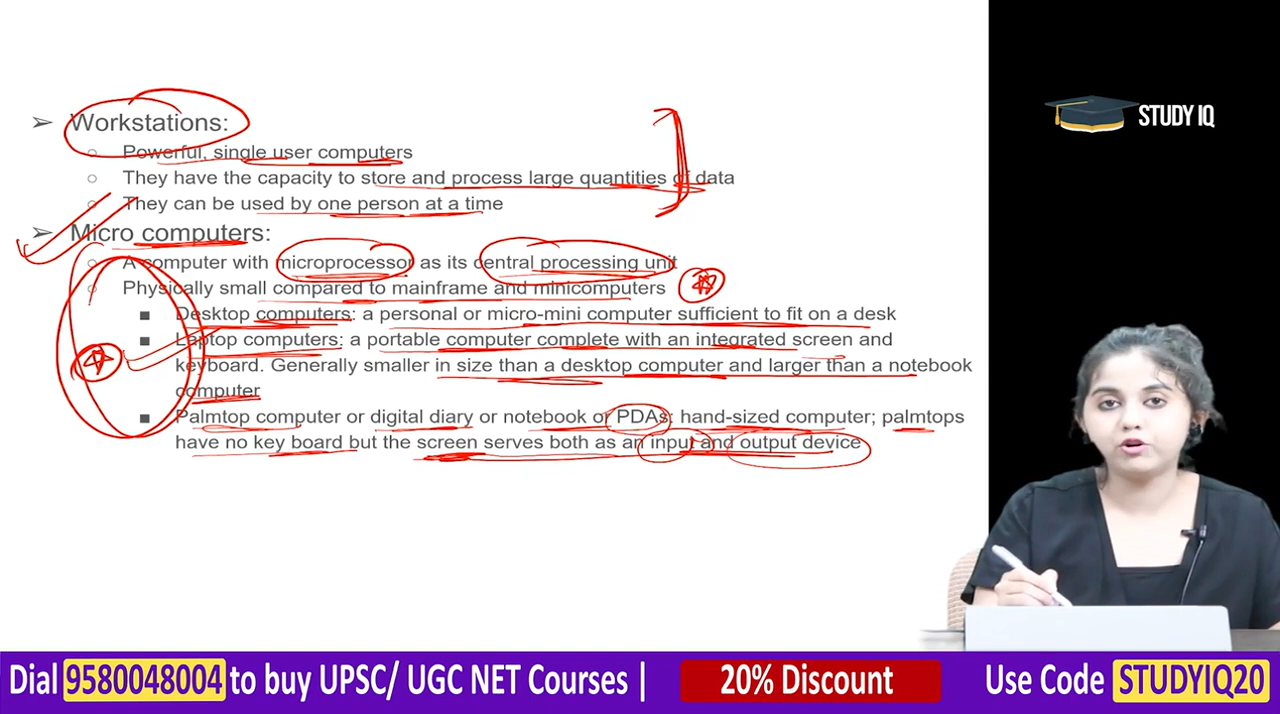 ➢ Workstations:
○ Powerful, single user computers
○ They have the capacity to store and process large quantities of data
○ They can be used by one person at a time
➢ Micro computers:
○ A computer with microprocessor as its central processing unit
○ Physically small compared to mainframe and minicomputers
■ Desktop computers: a personal or micro-mini computer sufficient to fit on a desk
■ Laptop computers: a portable computer complete with an integrated screen and
keyboard. Generally smaller in size than a desktop computer and larger than a notebook
computer
■ Palmtop computer or digital diary or notebook or PDAs: hand-sized computer; palmtops
have no key board but the screen serves both as an input and output device
STUDY IQ
Dial 9580048004 to buy UPSC/ UGC NET Courses | 20% Discount Use Code STUDYIQ20